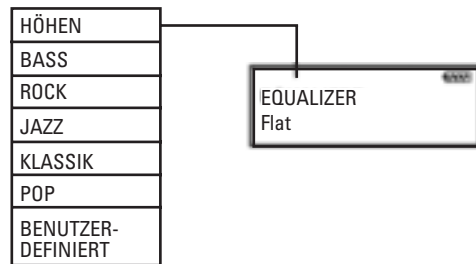 HÖHEN
BASS
ROCK
JAZZ
KLASSIK
POP
BENUTZER-
DEFINIERT
EQUALIZER
Flat